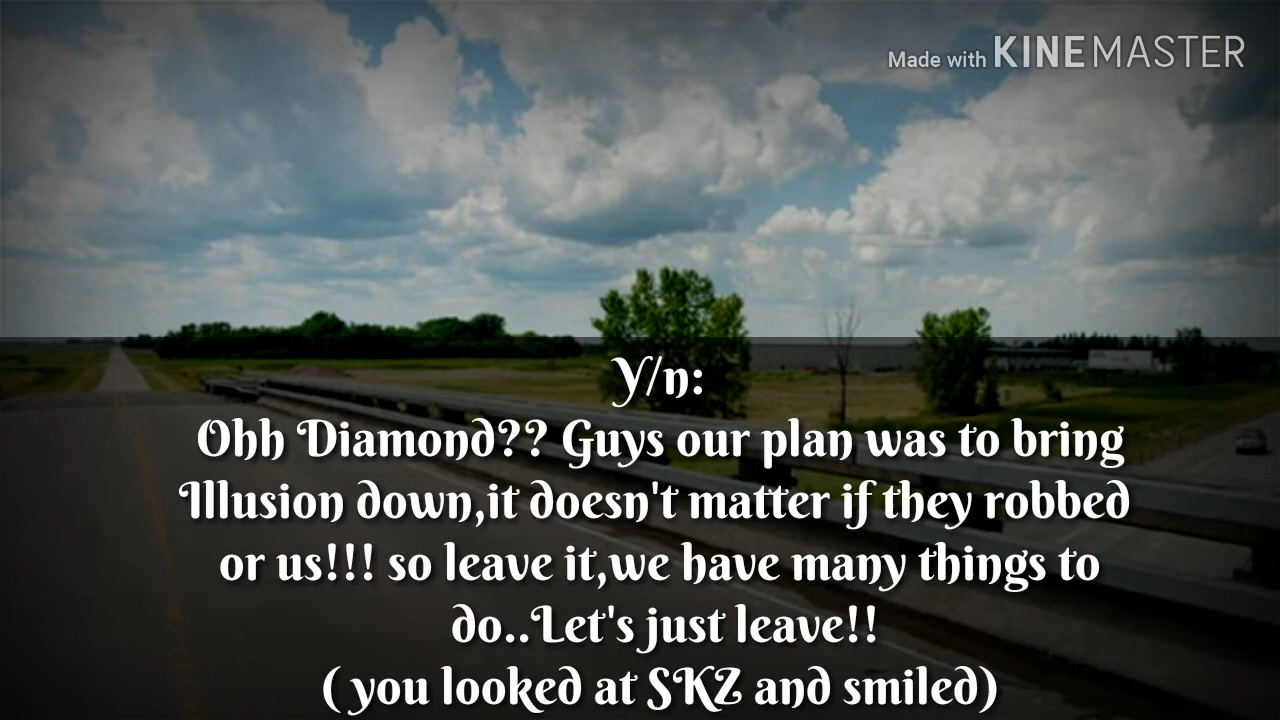 Made with KINEMASTER
Y/n:
Ohh Diamond?? Guys our plan was to bring
Illusion down,it doesn't matter if they robbed
or us!!! so leave it,we have many things to
do..Let's just leave!!
( you looked at SKZ and smiled)